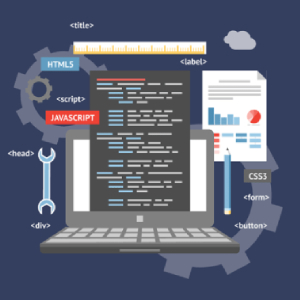 <title>
HTML5
<label>
<script>
JAVASCRIPT
<head>
CSS3
<form>
<div>
<button>